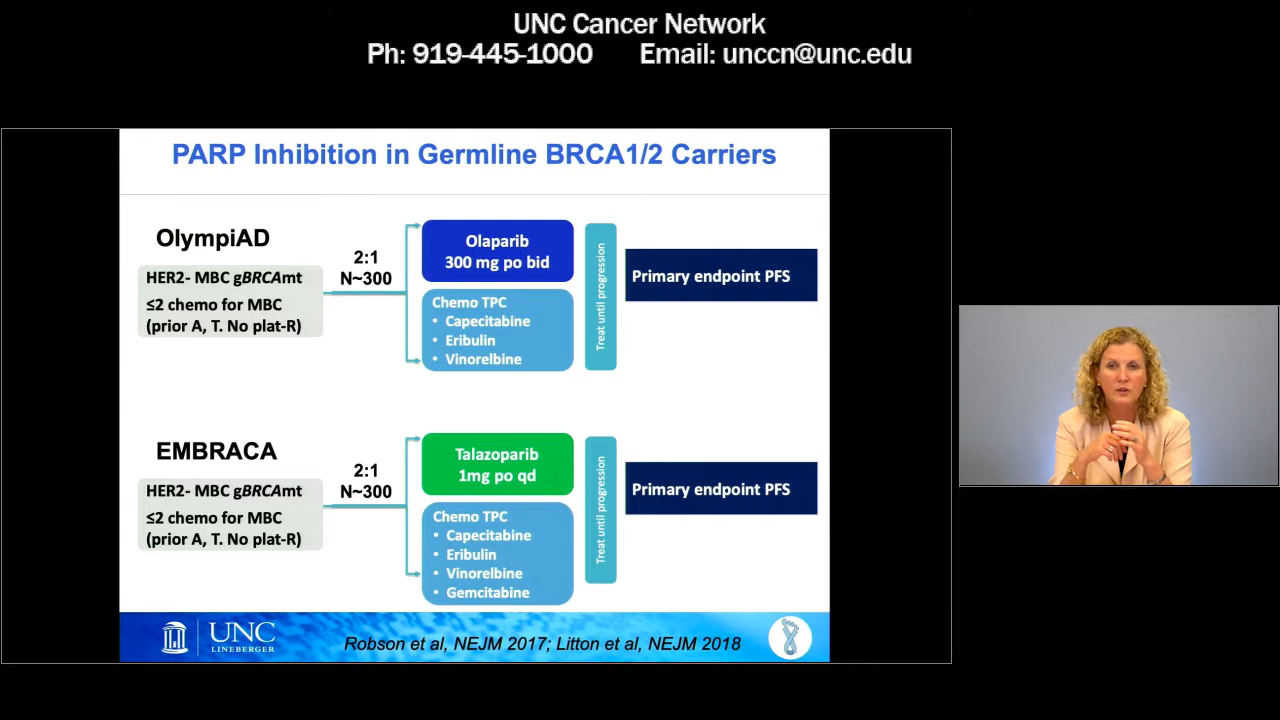 UNC Cancer Network
Ph: 919-445-1000 Email: unccn@unc.edu
PARP Inhibition in Germline BRCA1/2 Carriers
OlympiAD
HER2- MBC gBRCAmt
≤2 chemo for MBC
(prior A, T. No plat-R)
2:1
N~300
Olaparib
300 mg po bid
Chemo TPC
• Capecitabine
• Eribulin
• Vinorelbine
Treat until progression
Primary endpoint PFS
EMBRACA
HER2- MBC gBRCAmt
≤2 chemo for MBC
(prior A, T. No plat-R)
2:1
N~300
Talazoparib
1mg po qd
Chemo TPC
• Capecitabine
• Eribulin
• Vinorelbine
• Gemcitabine
Treat until progression
Primary endpoint PFS
UNC
LINEBERGER
Robson et al, NEJM 2017; Litton et al, NEJM 2018